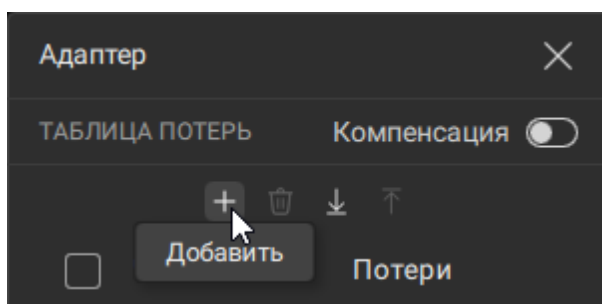 Адаптер
ТАБЛИЦА ПОТЕРЬ Компенсация
Добавить
Потери